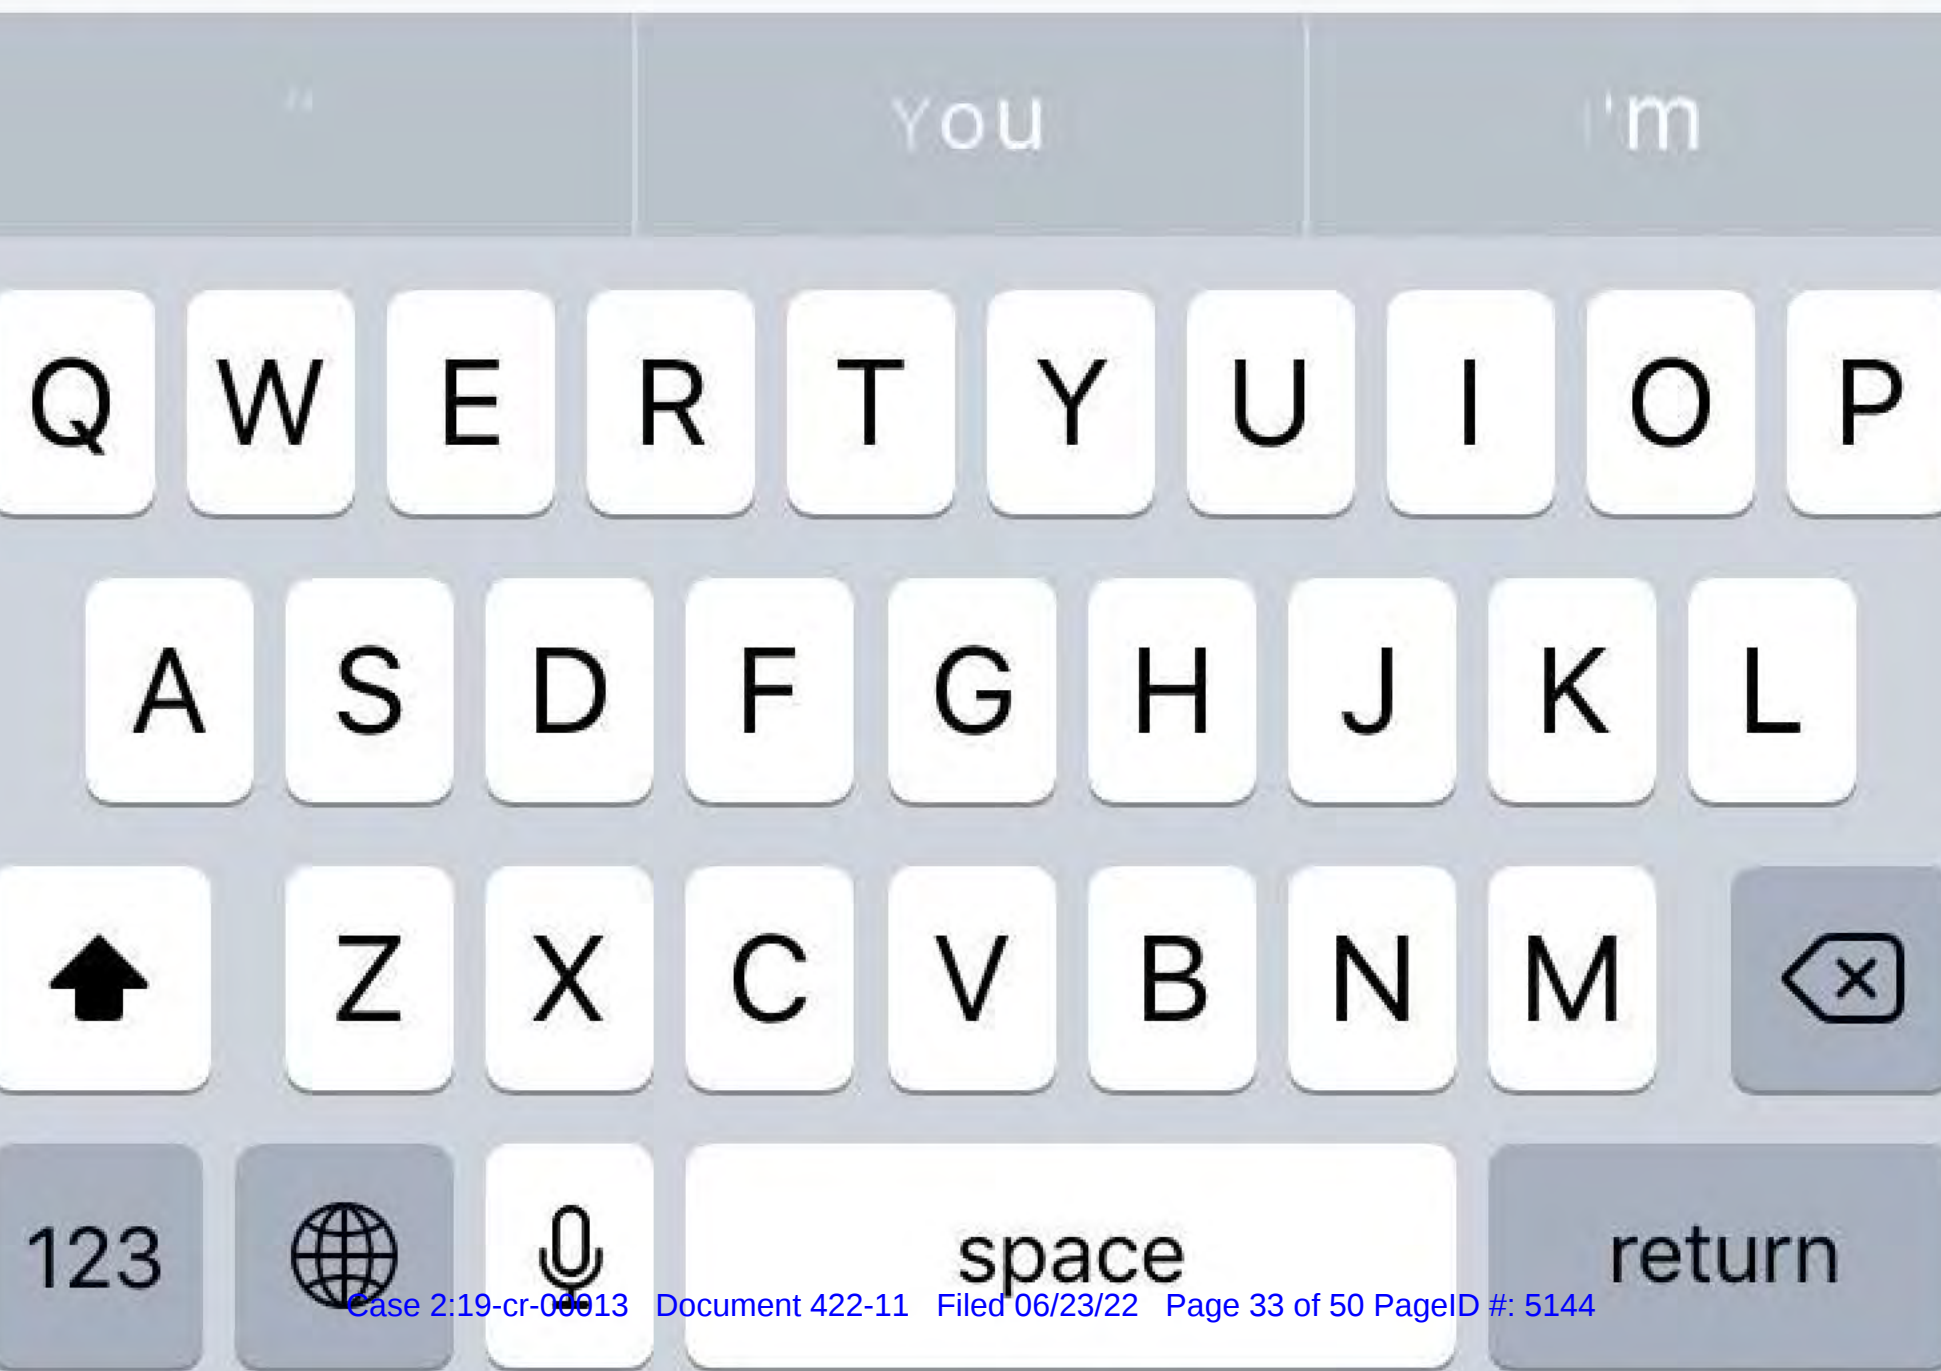 " You I'm
Q W E R T Y U I O P
A S D F G H J K L
Z X C V B N M
123 space return
Case 2:19-cr-00013 Document 422-11 Filed 06/23/22 Page 33 of 50 PageID #: 5144